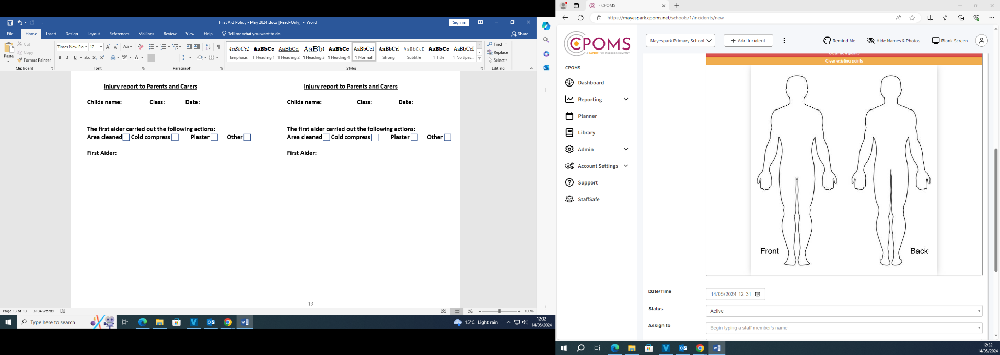 First Aid Policy - May 2024.docx [Read-Only] - Word
Sign in
File Home Insert Design Layout References Mailings Review View Help Tell me what you want to do Share
Paste
Cut
Copy
Format Painter
Clipboard
Times New Ro 12
Font
Paragraph
AaBbCcI AaBbCc AaBbCc AaBb( AaBbCc AaBbCcI AaBbCcI AaBbCcD AaBbCc AaBbCcI
Emphasis ¶ Heading 1 ¶ Heading 2 ¶ Heading 3 ¶ Heading 4 ¶ Normal Strong Subtitle ¶ Title ¶ No Spac...
Styles
Find
Replace
Select
Editing
Injury report to Parents and Carers
Childs name: Class: Date:
The first aider carried out the following actions:
Area cleaned Cold compress Plaster Other
First Aider:
Injury report to Parents and Carers
Childs name: Class: Date:
The first aider carried out the following actions:
Area cleaned Cold compress Plaster Other
First Aider:
13
Page 13 of 13 3104 words
100%
Type here to search
15°C Light rain
12:32
14/05/2024
- CPOMS
https://mayespark.cpoms.net/schools/1/incidents/new
CPOMS
A RAPTOR TECHNOLOGIES COMPANY
Mayespark Primary School
+ Add Incident
Remind Me
Hide Names & Photos
Blank Screen
CPOMS
Dashboard
Reporting
Planner
Library
Admin
Account Settings
Support
StaffSafe
Clear new points
Clear existing points
Front
Back
Date/Time
14/05/2024 12:31
Status
Active
Assign to
Begin typing a staff member's name
12:32
14/05/2024